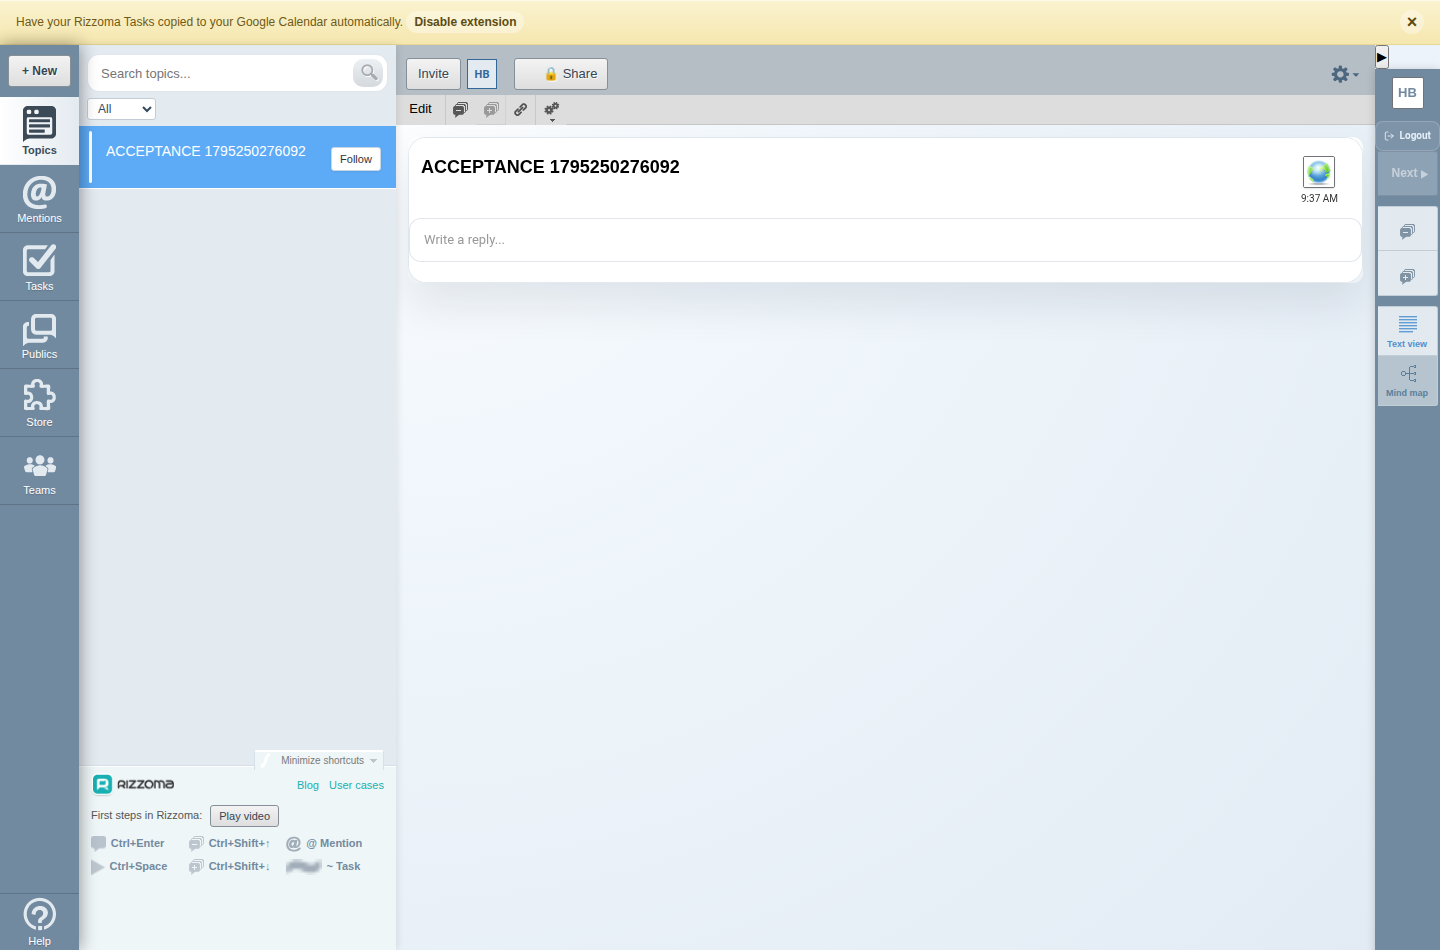 Have your Rizzoma Tasks copied to your Google Calendar automatically. Disable extension
×
+ New
Topics
Mentions
Tasks
Publics
Store
Teams
Help
Search topics...
All
ACCEPTANCE 1795250276092
Follow
Minimize shortcuts
RIZZOMA
Blog User cases
First steps in Rizzoma: Play video
Ctrl+Enter Ctrl+Shift+↑ @ Mention
Ctrl+Space Ctrl+Shift+↓ ~ Task
Invite HB Share
Edit
ACCEPTANCE 1795250276092
9:37 AM
Write a reply...
HB
Logout
Next
Text view
Mind map